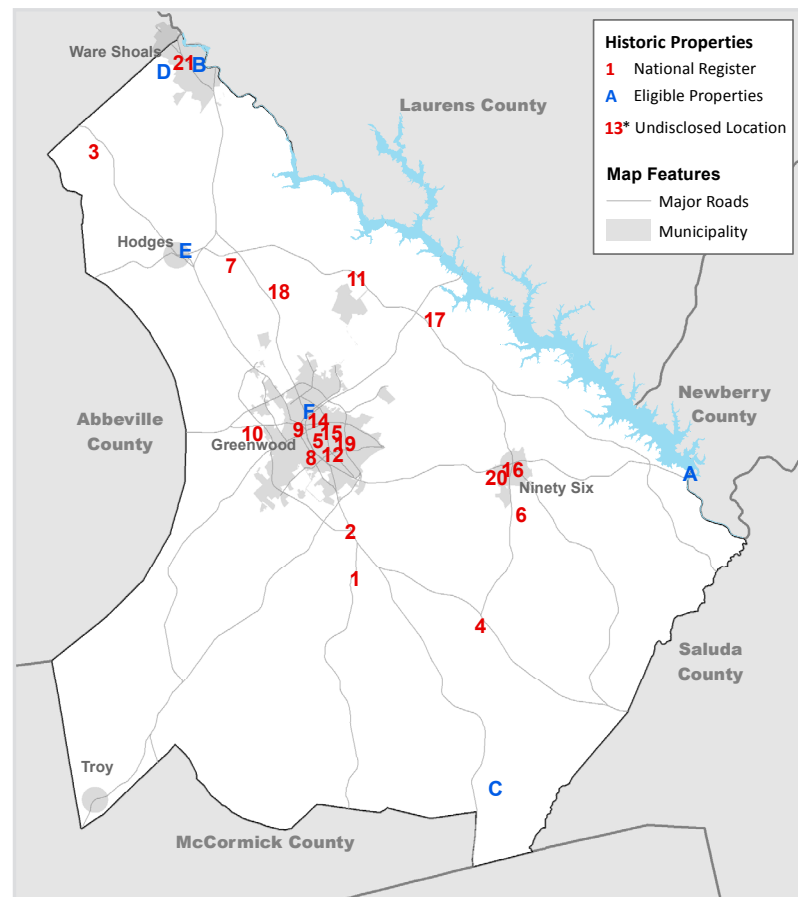 Ware Shoals
21
B
D
Historic Properties
1 National Register
A Eligible Properties
13* Undisclosed Location
Map Features
Major Roads
Municipality
Laurens County
3
Hodges
E
7
18
11
17
Abbeville
County
Newberry
County
F
14
9
15
10
5
19
Greenwood
8
12
16
20
A
Ninety Six
6
2
1
4
Saluda
County
Troy
C
McCormick County